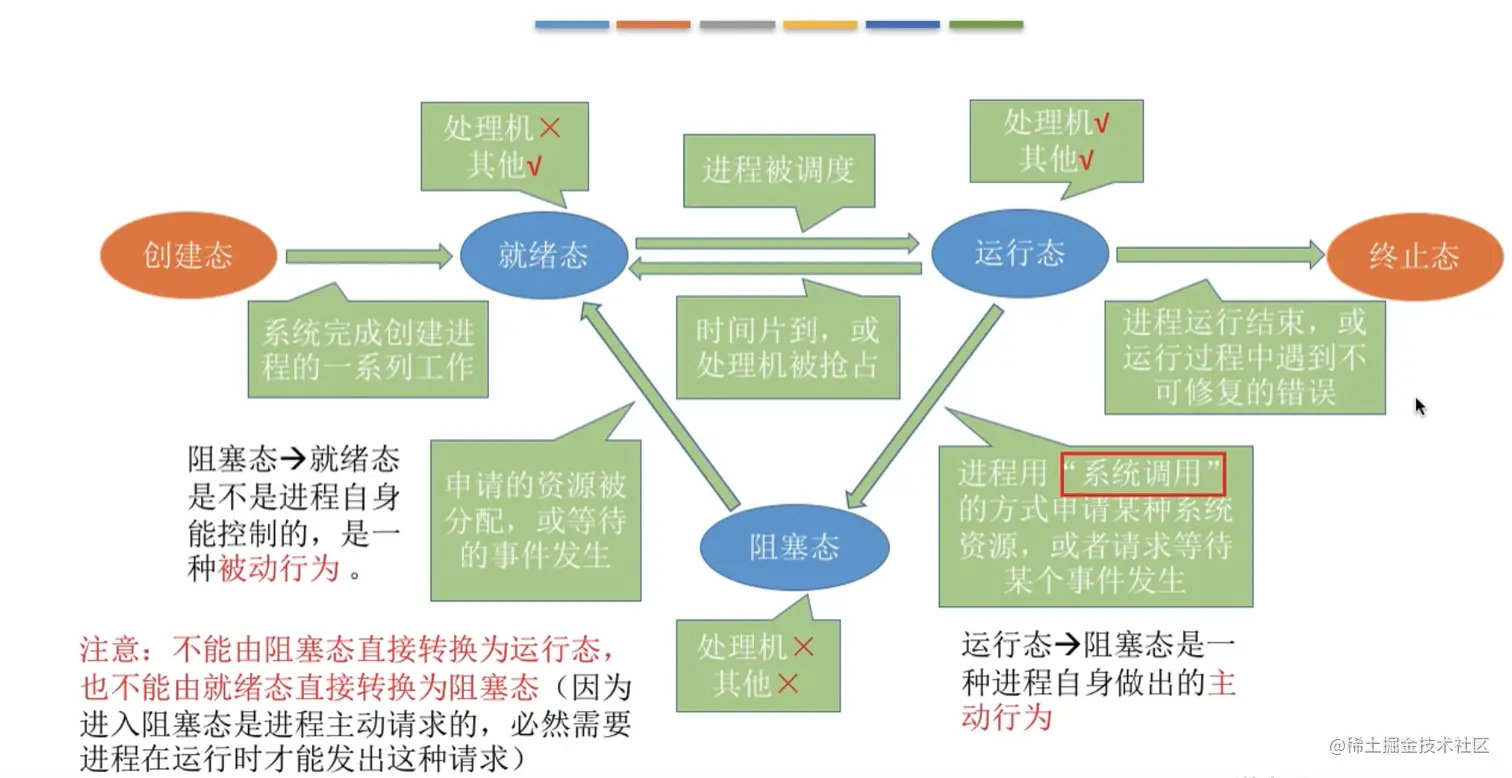 处理机×
其他√
进程被调度
处理机√
其他√
创建态
就绪态
运行态
终止态
系统完成创建进
程的一系列工作
时间片到，或
处理机被抢占
进程运行结束，或
运行过程中遇到不
可修复的错误
阻塞态→就绪态
是不是进程自身
能控制的，是一
种被动行为 。
申请的资源被
分配，或等待
的事件发生
进程用“系统调用”
的方式申请某种系统
资源，或者请求等待
某个事件发生
阻塞态
处理机×
其他×
注意：不能由阻塞态直接转换为运行态，
也不能由就绪态直接转换为阻塞态（因为
进入阻塞态是进程主动请求的，必然需要
进程在运行时才能发出这种请求）
运行态→阻塞态是一
种进程自身做出的主
动行为
@稀土掘金技术社区